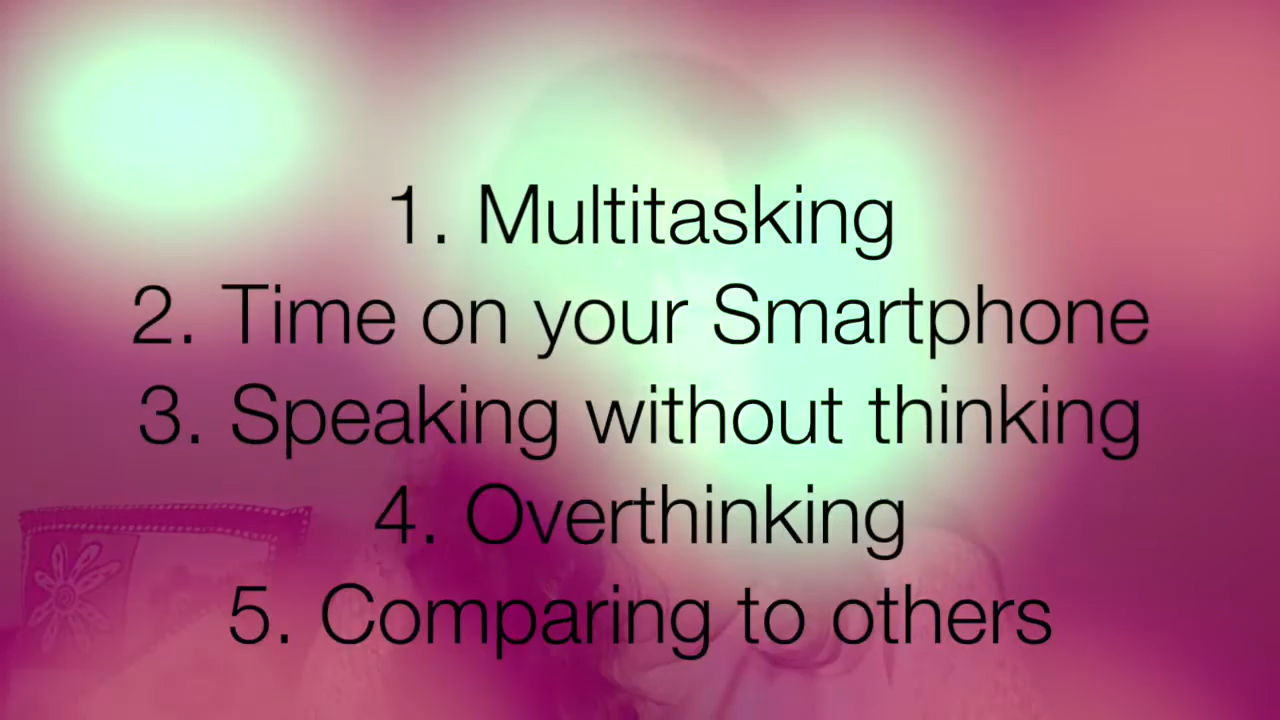 1. Multitasking
2. Time on your Smartphone
3. Speaking without thinking
4. Overthinking
5. Comparing to others